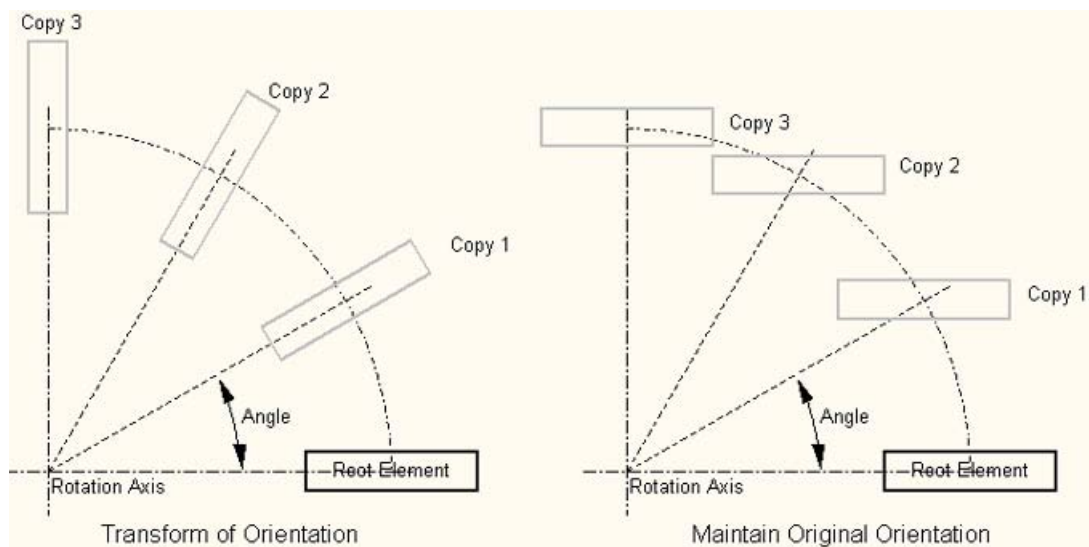 Copy 3
Copy 2
Copy 1
Angle
Root Element
Rotation Axis
Transform of Orientation
Copy 3
Copy 2
Copy 1
Angle
Root Element
Rotation Axis
Maintain Original Orientation